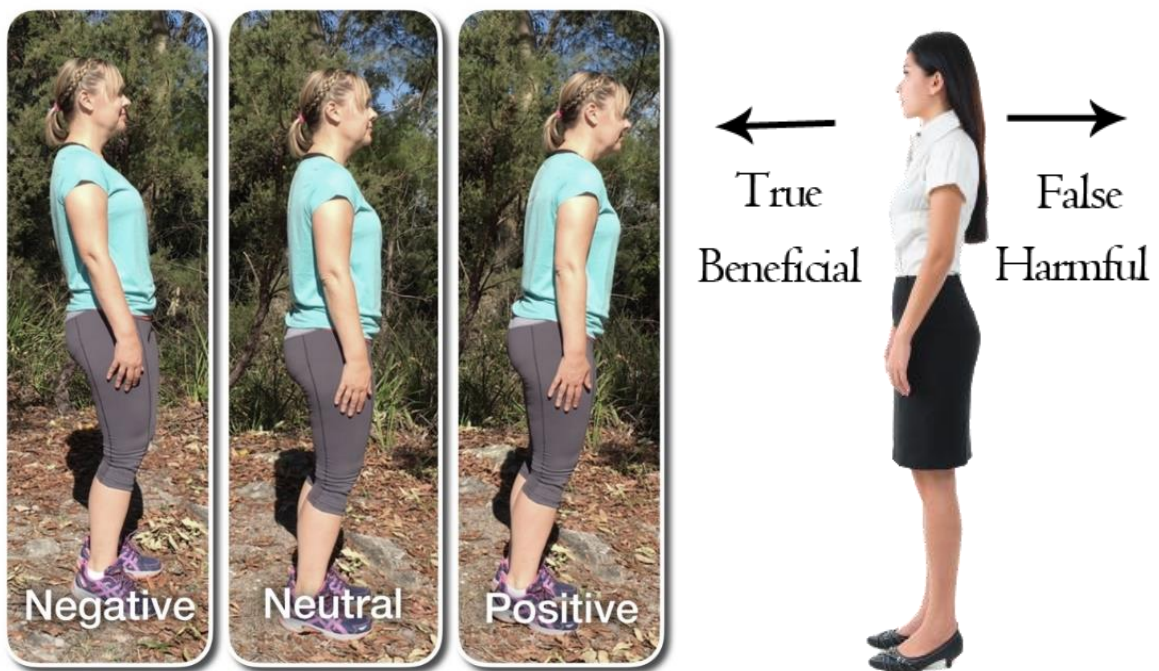 Negative
Neutral
Positive
True
Beneficial
False
Harmful